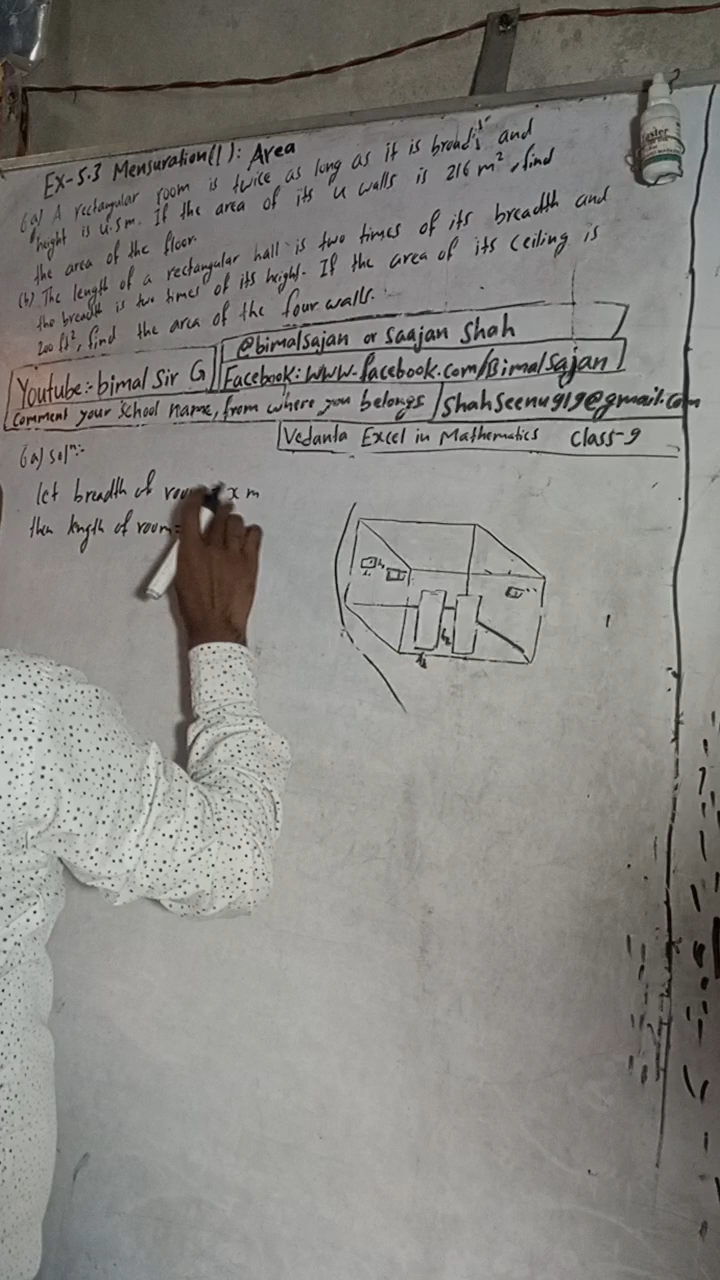 EX-5.3 Mensuration(I): Area
6a) A rectangular room is twice as long as it is broad and
height is 4.5m. If the area of its 4 walls is 216 m², find
the area of the floor.
(b) The length of a rectangular hall is two times of its breadth and
the breadth is two times of its height. If the area of its ceiling is
200 ft², find the area of the four walls.
@bimalsajan or Saajan Shah
Youtube:- bimal Sir G
Facebook: www.facebook.com/Bimalsajan
Comment your School name, from where you belongs
Shahseenu919@gmail.com
Vedanta Excel in Mathematics Class-9
6a) Solⁿ:-
let breadth of x m
then length of room=